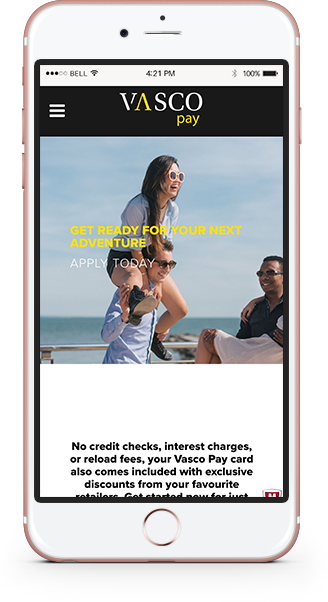 BELL 4:21 PM 100%
VASCO
pay
GET READY FOR YOUR NEXT
ADVENTURE
APPLY TODAY
No credit checks, interest charges,
or reload fees, your Vasco Pay card
also comes included with exclusive
discounts from your favourite
retailers. Get started now for just